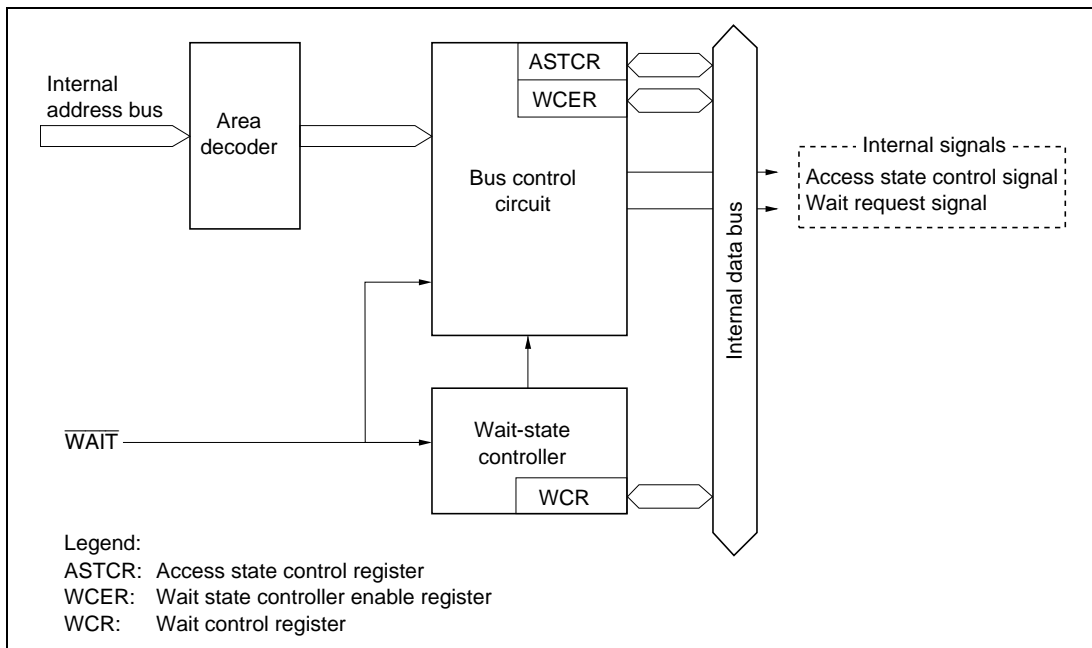 Internal
address bus
Area
decoder
ASTCR
WCER
Bus control
circuit
Internal data bus
Internal signals
Access state control signal
Wait request signal
WAIT
Wait-state
controller
WCR
Legend:
ASTCR: Access state control register
WCER: Wait state controller enable register
WCR: Wait control register